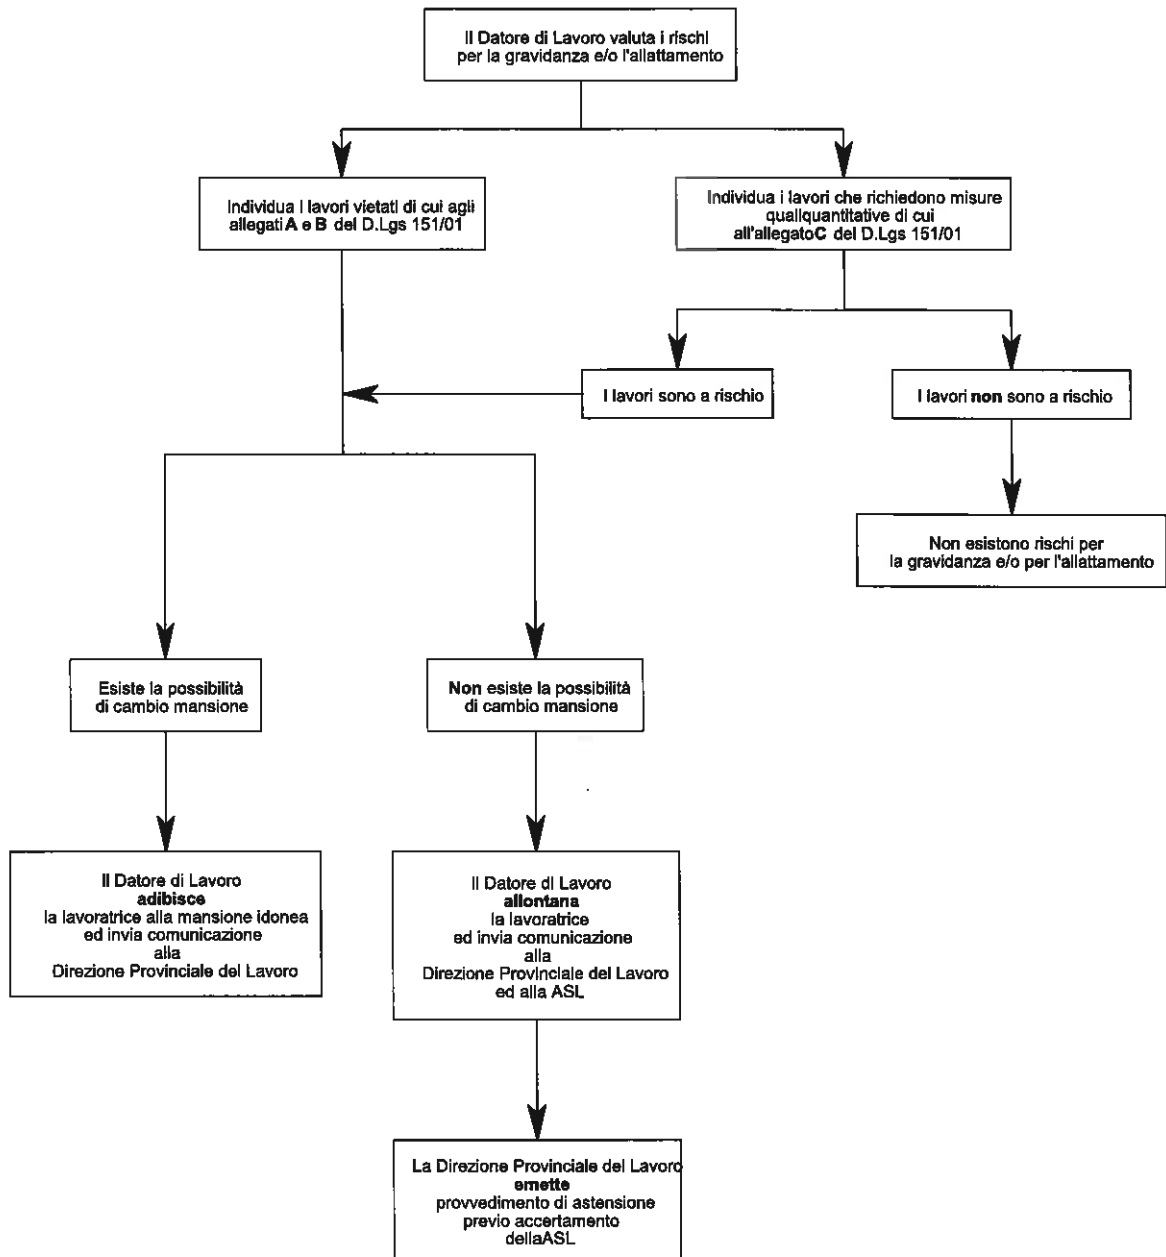 Il Datore di Lavoro valuta i rischi
per la gravidanza e/o l'allattamento
Individua i lavori vietati di cui agli
allegati A e B del D.Lgs 151/01
Individua i lavori che richiedono misure
qualiquantitative di cui
all'allegatoC del D.Lgs 151/01
I lavori sono a rischio
I lavori non sono a rischio
Non esistono rischi per
la gravidanza e/o per l'allattamento
Esiste la possibilità
di cambio mansione
Non esiste la possibilità
di cambio mansione
Il Datore di Lavoro
adibisce
la lavoratrice alla mansione idonea
ed invia comunicazione
alla
Direzione Provinciale del Lavoro
Il Datore di Lavoro
allontana
la lavoratrice
ed invia comunicazione
alla
Direzione Provinciale del Lavoro
ed alla ASL
La Direzione Provinciale del Lavoro
emette
provvedimento di astensione
previo accertamento
dellaASL